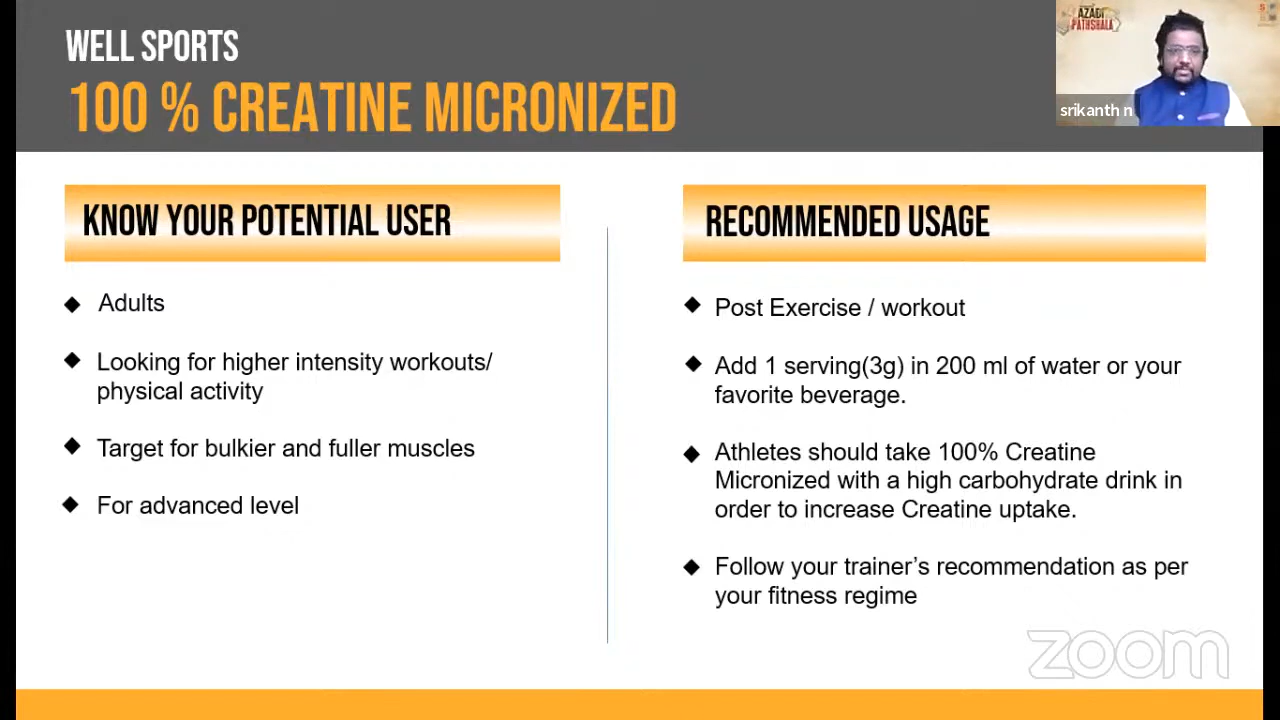 WELL SPORTS
100 % CREATINE MICRONIZED
AZADI
PATHSHALA
srikanth n
KNOW YOUR POTENTIAL USER
Adults
Looking for higher intensity workouts/
physical activity
Target for bulkier and fuller muscles
For advanced level
RECOMMENDED USAGE
Post Exercise / workout
Add 1 serving(3g) in 200 ml of water or your
favorite beverage.
Athletes should take 100% Creatine
Micronized with a high carbohydrate drink in
order to increase Creatine uptake.
Follow your trainer’s recommendation as per
your fitness regime
zoom